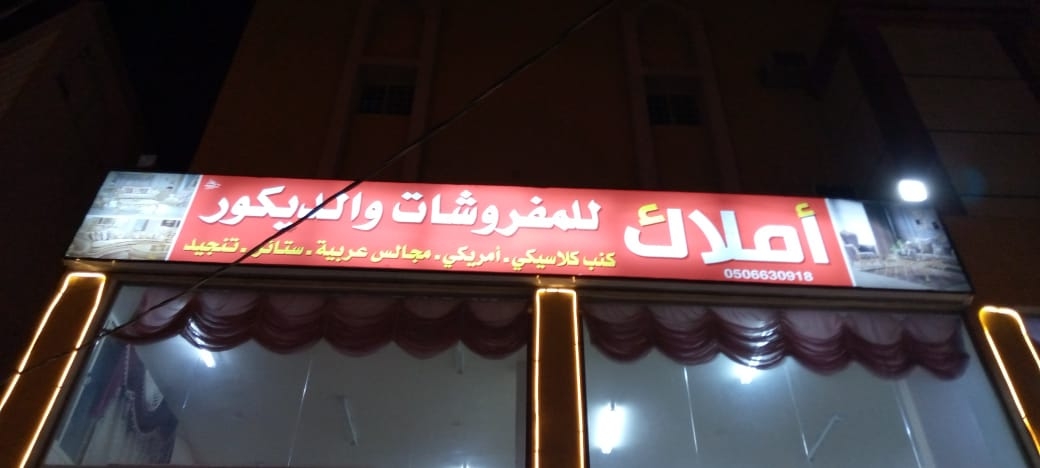 أملاك للمفروشات والديكور
كنب كلاسيكي - أمريكي - مجالس عربية - ستائر - تنجيد
0506630918